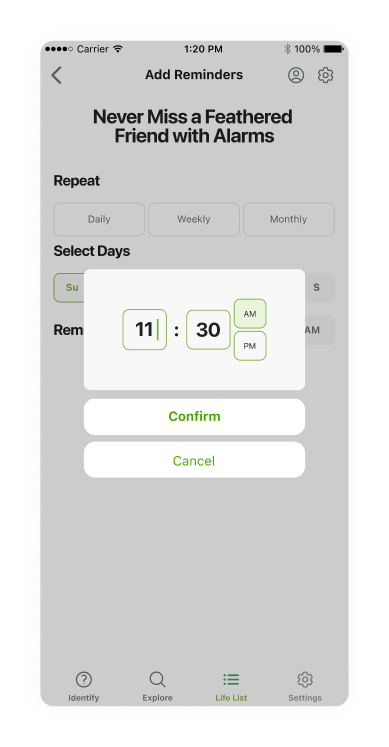 Carrier 1:20 PM 100%
Add Reminders
Never Miss a Feathered
Friend with Alarms
Repeat
Daily Weekly Monthly
Select Days
Su S
11 : 30 AM
PM
AM
Confirm
Cancel
Identify Explore Life List Settings